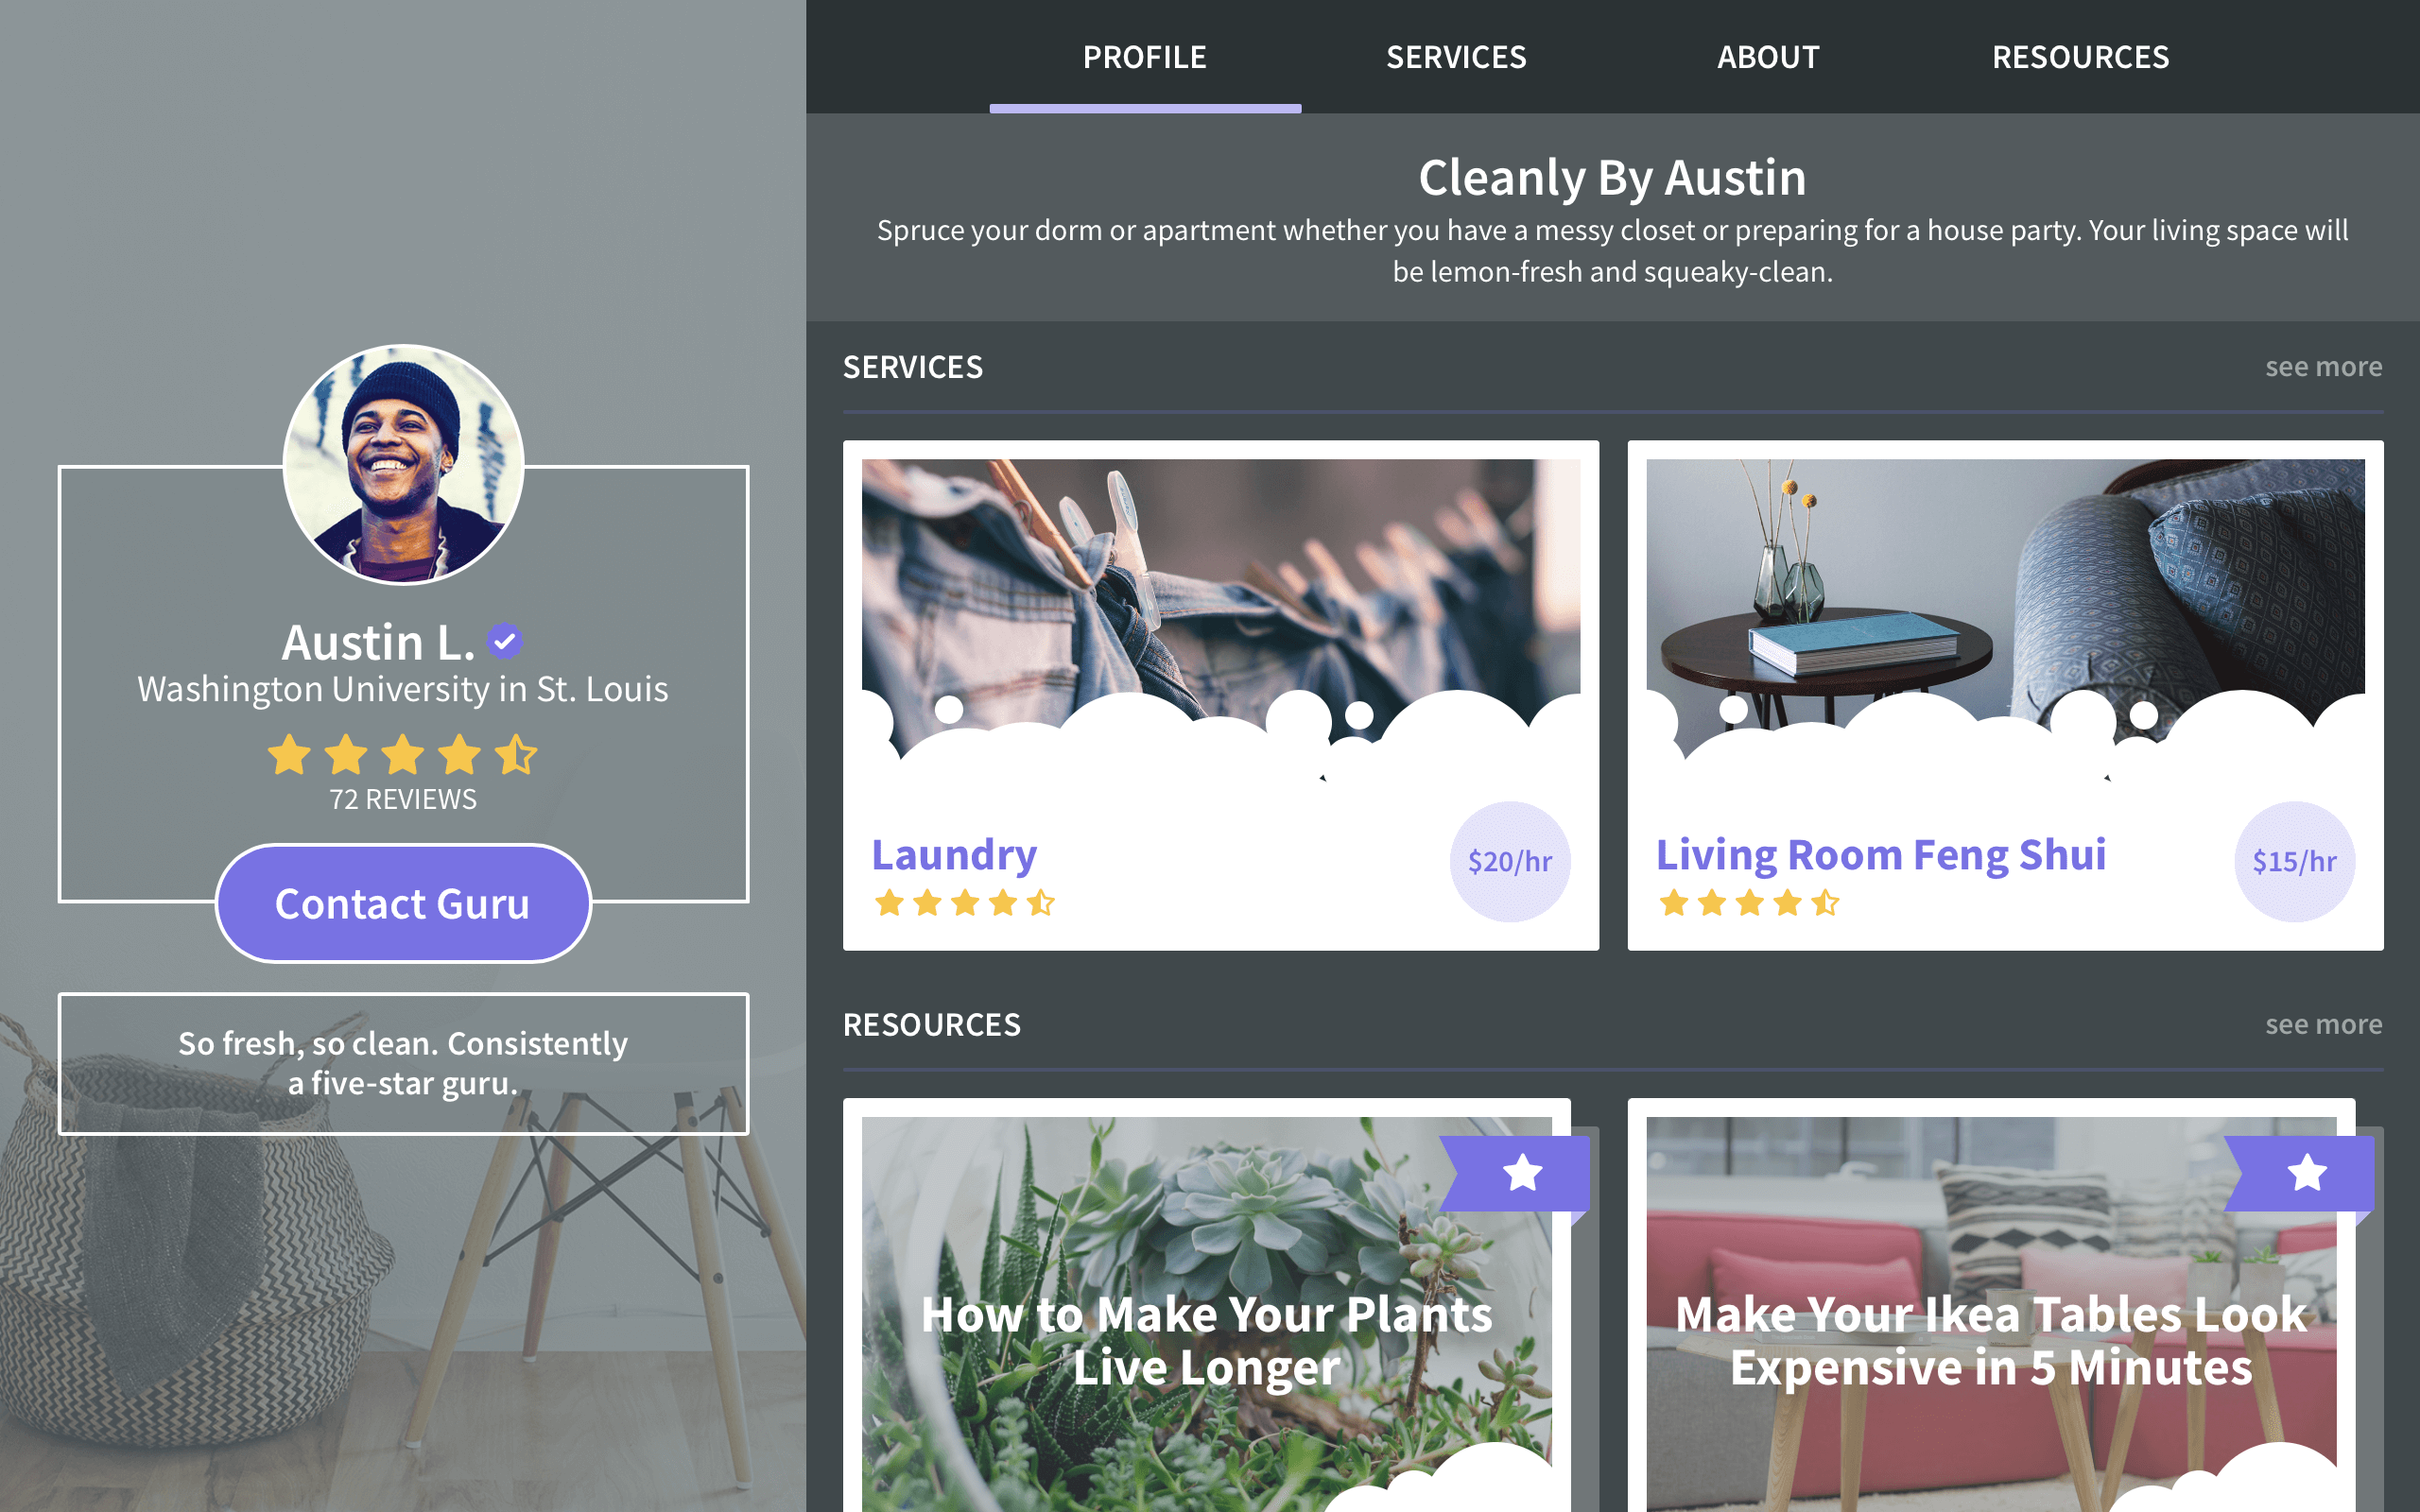 Austin L.
Washington University in St. Louis
72 REVIEWS
Contact Guru
So fresh, so clean. Consistently
a five-star guru.
PROFILE
SERVICES
ABOUT
RESOURCES
Cleanly By Austin
Spruce your dorm or apartment whether you have a messy closet or preparing for a house party. Your living space will
be lemon-fresh and squeaky-clean.
SERVICES
see more
Laundry
$20/hr
Living Room Feng Shui
$15/hr
RESOURCES
see more
How to Make Your Plants
Live Longer
Make Your Ikea Tables Look
Expensive in 5 Minutes